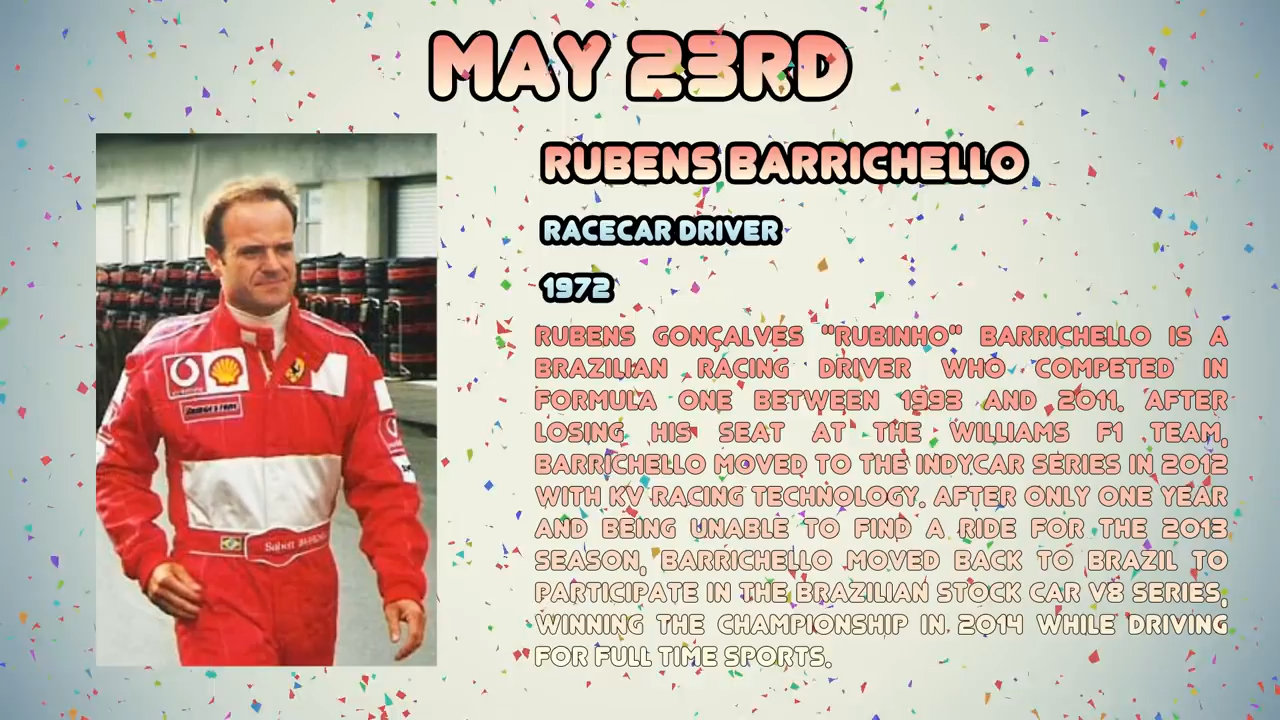 MAY 23RD
RUBENS BARRICHELLO
RACECAR DRIVER
1972
RUBENS GONÇALVES "RUBINHO" BARRICHELLO IS A
BRAZILIAN RACING DRIVER WHO COMPETED IN
FORMULA ONE BETWEEN 1993 AND 2011. AFTER
LOSING HIS SEAT AT THE WILLIAMS F1 TEAM,
BARRICHELLO MOVED TO THE INDYCAR SERIES IN 2012
WITH KV RACING TECHNOLOGY. AFTER ONLY ONE YEAR
AND BEING UNABLE TO FIND A RIDE FOR THE 2013
SEASON, BARRICHELLO MOVED BACK TO BRAZIL TO
PARTICIPATE IN THE BRAZILIAN STOCK CAR V8 SERIES,
WINNING THE CHAMPIONSHIP IN 2014 WHILE DRIVING
FOR FULL TIME SPORTS.